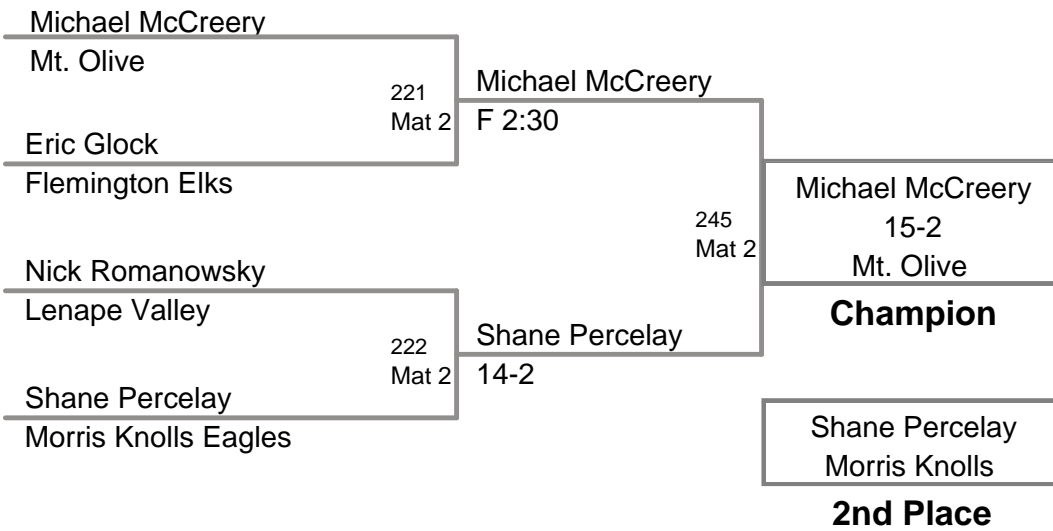 Michael McCreery
Mt. Olive
221
Mat 2
Michael McCreery
F 2:30
Eric Glock
Flemington Elks
Michael McCreery
15-2
Mt. Olive
Champion
245
Mat 2
Nick Romanowsky
Lenape Valley
222
Mat 2
Shane Percelay
14-2
Shane Percelay
Morris Knolls Eagles
Shane Percelay
Morris Knolls
2nd Place